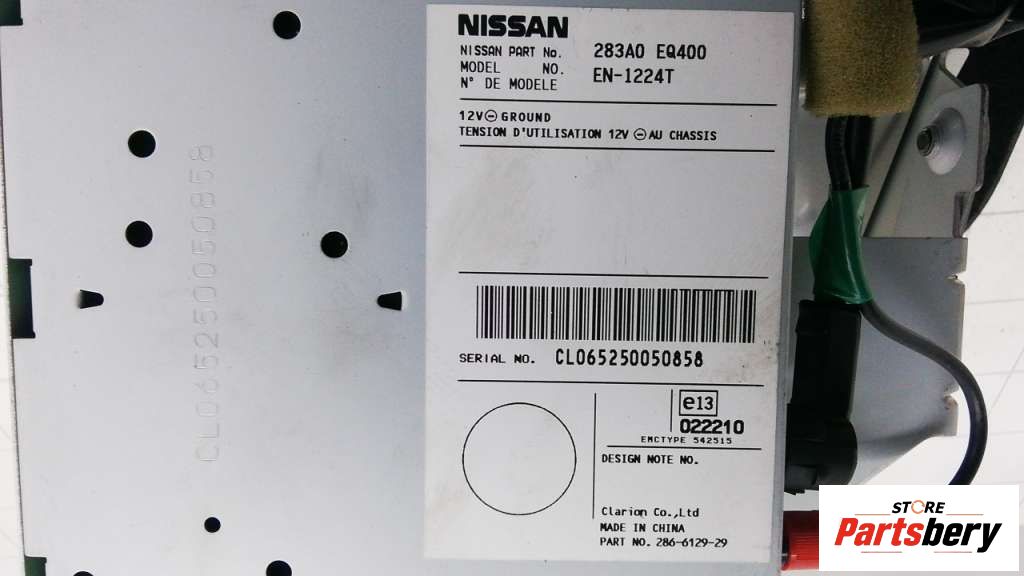 NISSAN
NISSAN PART No. 283A0 EQ400
MODEL NO. EN-1224T
N° DE MODELE
12V⊖GROUND
TENSION D'UTILISATION 12V ⊖ AU CHASSIS
CL065250050858
SERIAL NO. CL065250050858
e13
022210
EMCTYPE 542515
DESIGN NOTE NO.
Clarion Co.,Ltd
MADE IN CHINA
PART NO. 286-6129-29
STORE
Partsbery